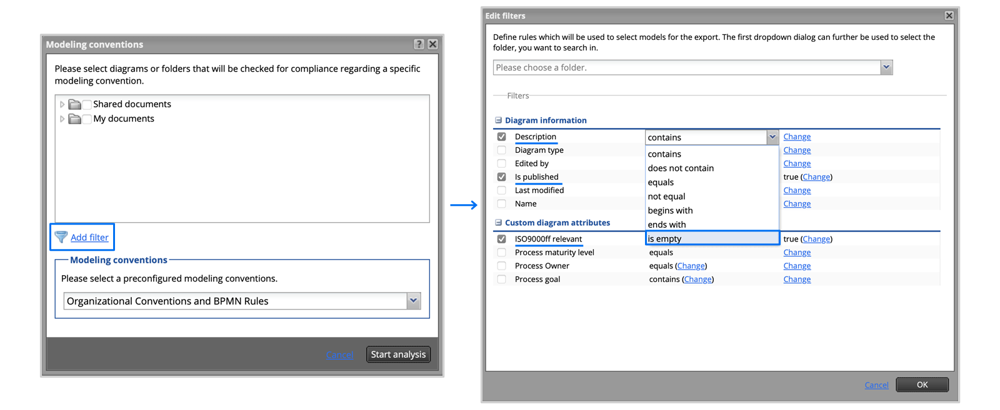 Modeling conventions
?
Please select diagrams or folders that will be checked for compliance regarding a specific
modeling convention.
Shared documents
My documents
Add filter
Modeling conventions
Please select a preconfigured modeling conventions.
Organizational Conventions and BPMN Rules
Cancel
Start analysis
Edit filters
Define rules which will be used to select models for the export. The first dropdown dialog can further be used to select the
folder, you want to search in.
Please choose a folder.
Filters
Diagram information
Description contains Change
Diagram type Change
Edited by Change
Is published true (Change)
Last modified Change
Name Change
contains
does not contain
equals
not equal
begins with
ends with
is empty
Custom diagram attributes
ISO9000ff relevant true (Change)
Process maturity level equals Change
Process Owner equals (Change) Change
Process goal contains (Change) Change
Cancel
OK